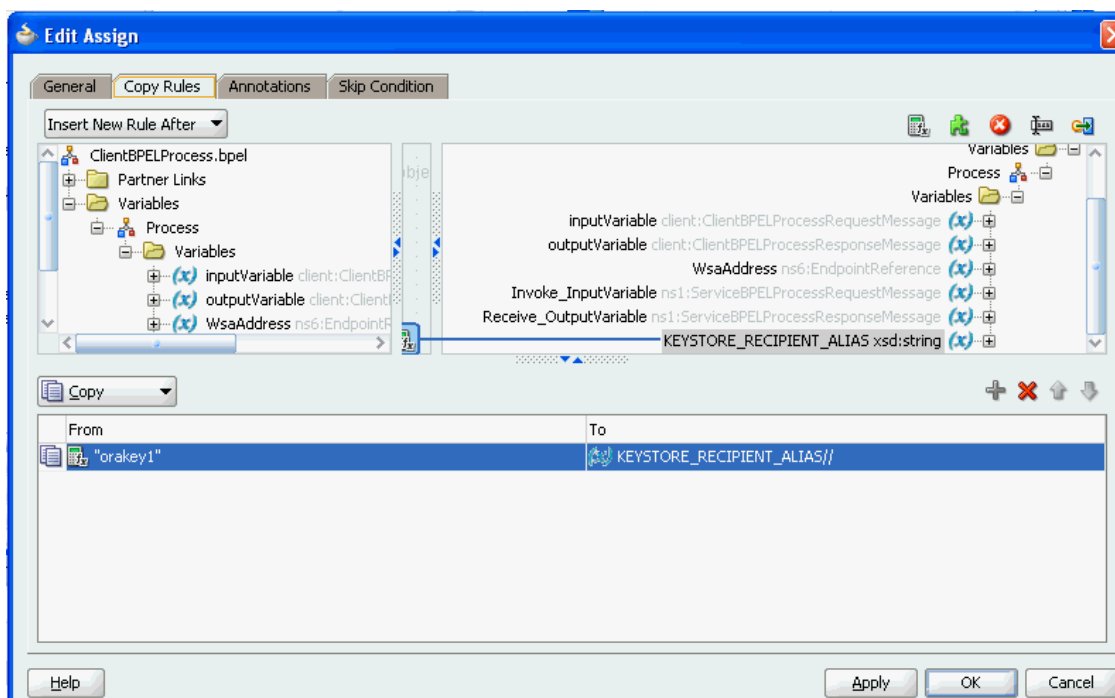 Edit Assign
General Copy Rules Annotations Skip Condition
Insert New Rule After
ClientBPELProcess.bpel
Partner Links
Variables
Process
Variables
inputVariable client:ClientBF
outputVariable client:Client
WsaAddress ns6:EndpointR
Variables
Process
Variables
inputVariable client:ClientBPELProcessRequestMessage (x)
outputVariable client:ClientBPELProcessResponseMessage (x)
WsaAddress ns6:EndpointReference (x)
Invoke_InputVariable ns1:ServiceBPELProcessRequestMessage (x)
Receive_OutputVariable ns1:ServiceBPELProcessResponseMessage (x)
KEYSTORE_RECIPIENT_ALIAS xsd:string (x)
Copy
From To
"orakey1" KEYSTORE_RECIPIENT_ALIAS//
Help Apply OK Cancel